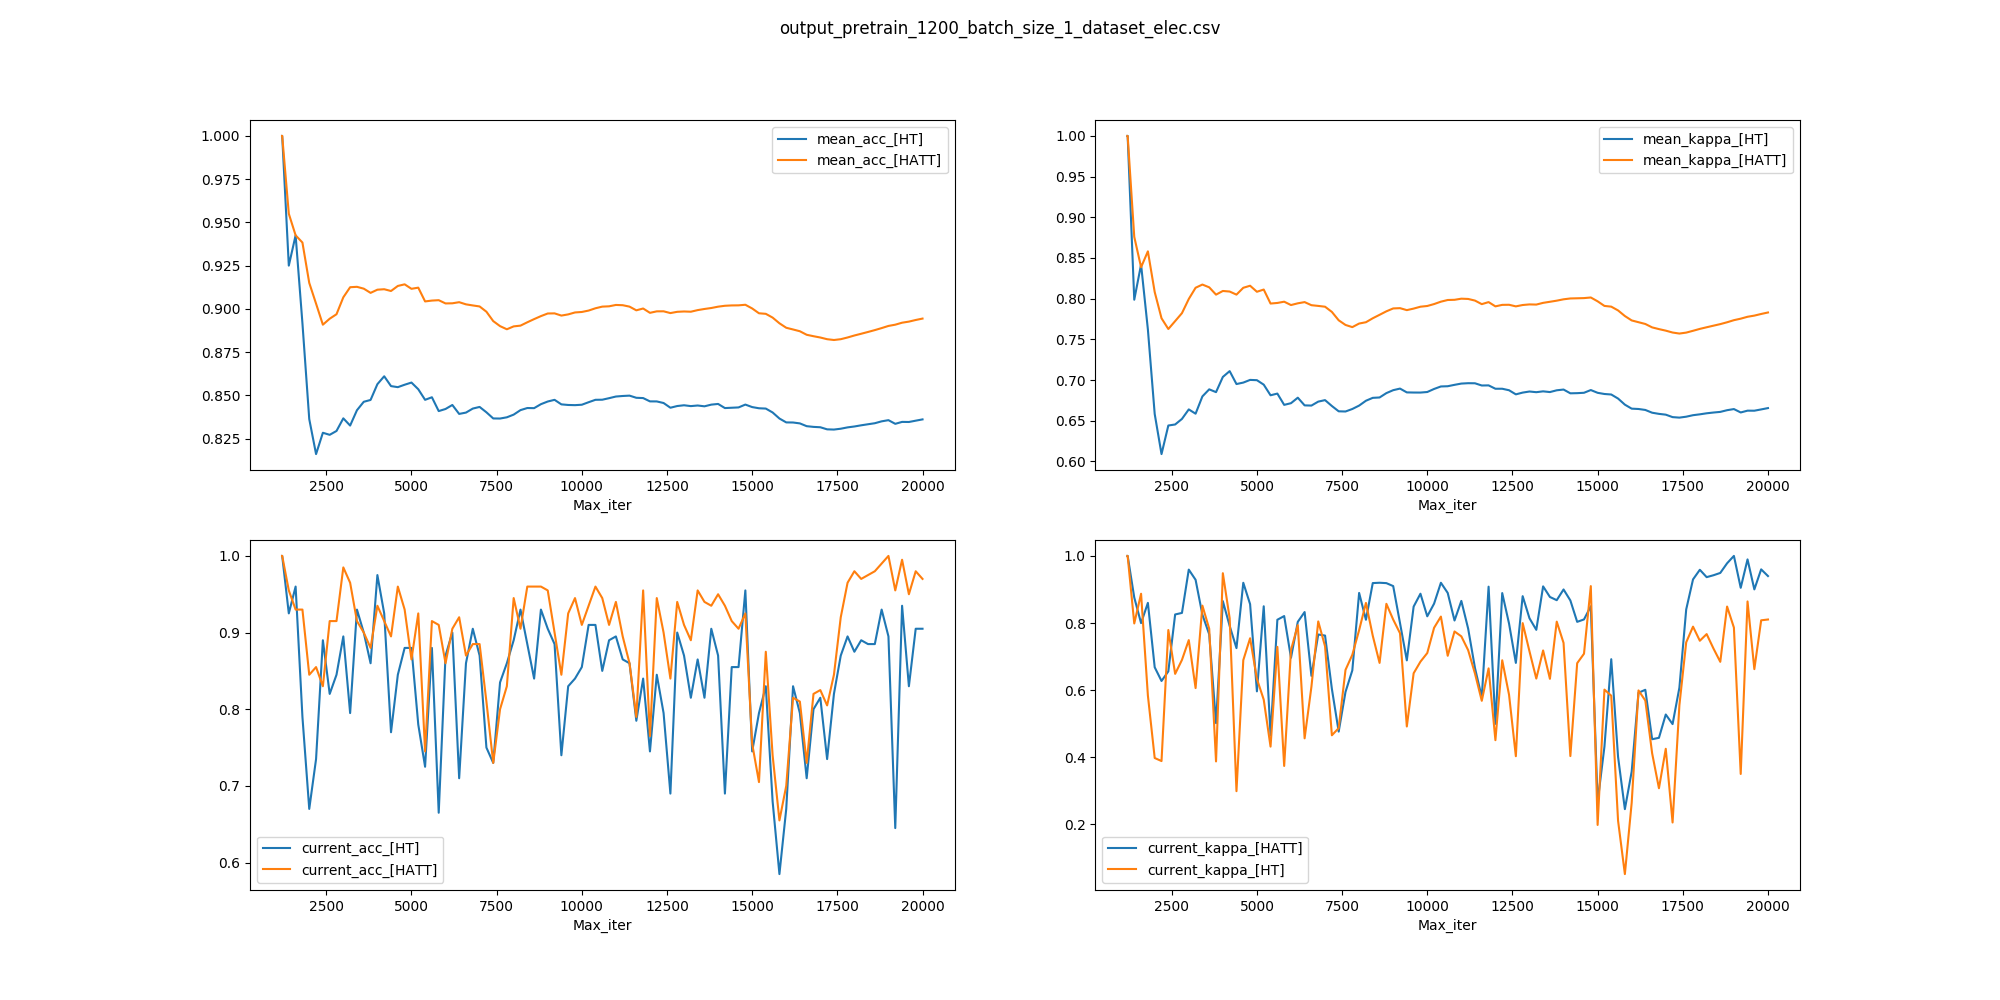 output_pretrain_1200_batch_size_1_dataset_elec.csv
mean_acc_[HT]
mean_acc_[HATT]
1.000
0.975
0.950
0.925
0.900
0.875
0.850
0.825
2500 5000 7500 10000 12500 15000 17500 20000
Max_iter
mean_kappa_[HT]
mean_kappa_[HATT]
1.00
0.95
0.90
0.85
0.80
0.75
0.70
0.65
0.60
2500 5000 7500 10000 12500 15000 17500 20000
Max_iter
1.0
0.9
0.8
0.7
0.6
current_acc_[HT]
current_acc_[HATT]
2500 5000 7500 10000 12500 15000 17500 20000
Max_iter
1.0
0.8
0.6
0.4
0.2
current_kappa_[HATT]
current_kappa_[HT]
2500 5000 7500 10000 12500 15000 17500 20000
Max_iter